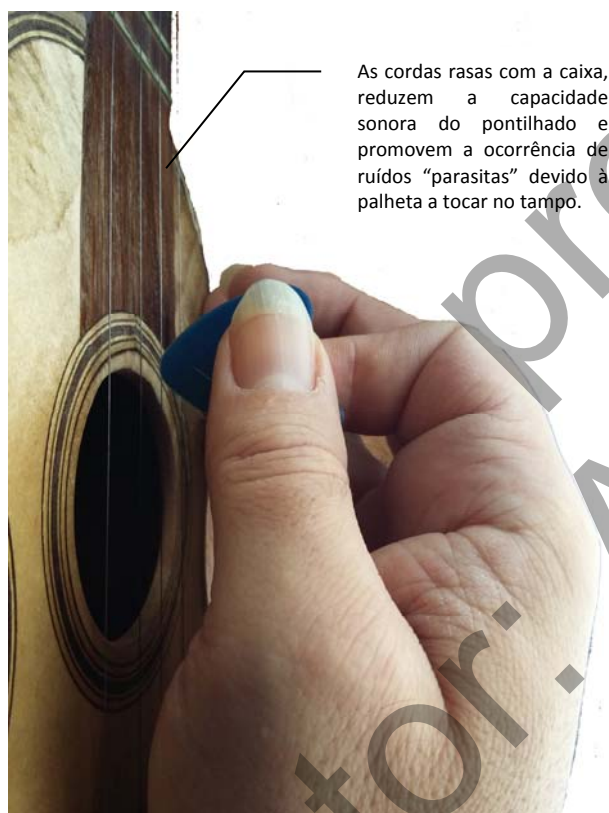 As cordas rasas com a caixa,
reduzem a capacidade
sonora do pontilhado e
promovem a ocorrência de
ruídos “parasitas” devido à
palheta a tocar no tampo.